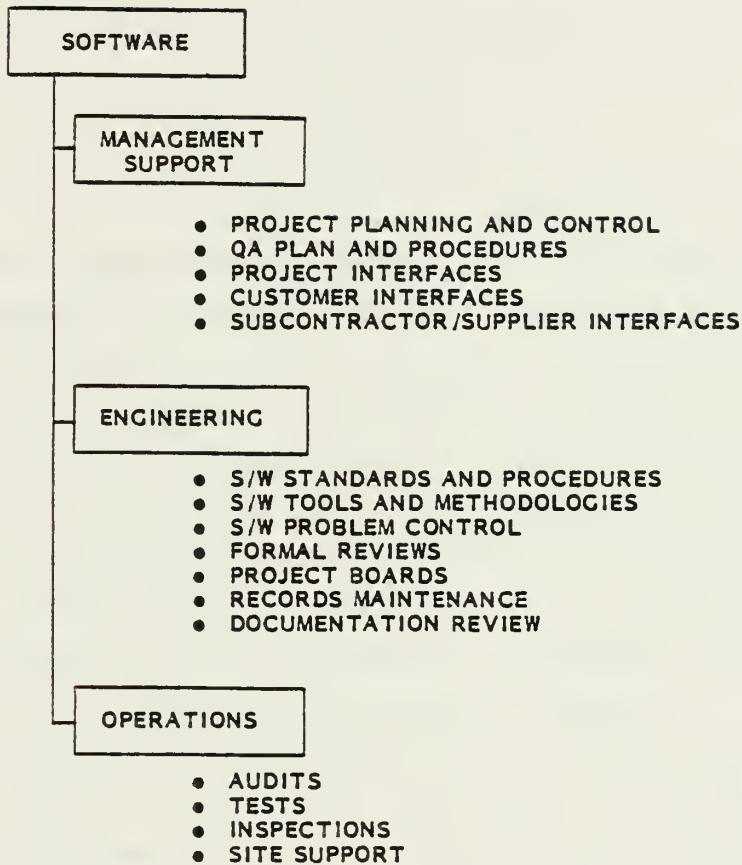 SOFTWARE
MANAGEMENT
SUPPORT
● PROJECT PLANNING AND CONTROL
● QA PLAN AND PROCEDURES
● PROJECT INTERFACES
● CUSTOMER INTERFACES
● SUBCONTRACTOR/SUPPLIER INTERFACES
ENGINEERING
● S/W STANDARDS AND PROCEDURES
● S/W TOOLS AND METHODOLOGIES
● S/W PROBLEM CONTROL
● FORMAL REVIEWS
● PROJECT BOARDS
● RECORDS MAINTENANCE
● DOCUMENTATION REVIEW
OPERATIONS
● AUDITS
● TESTS
● INSPECTIONS
● SITE SUPPORT